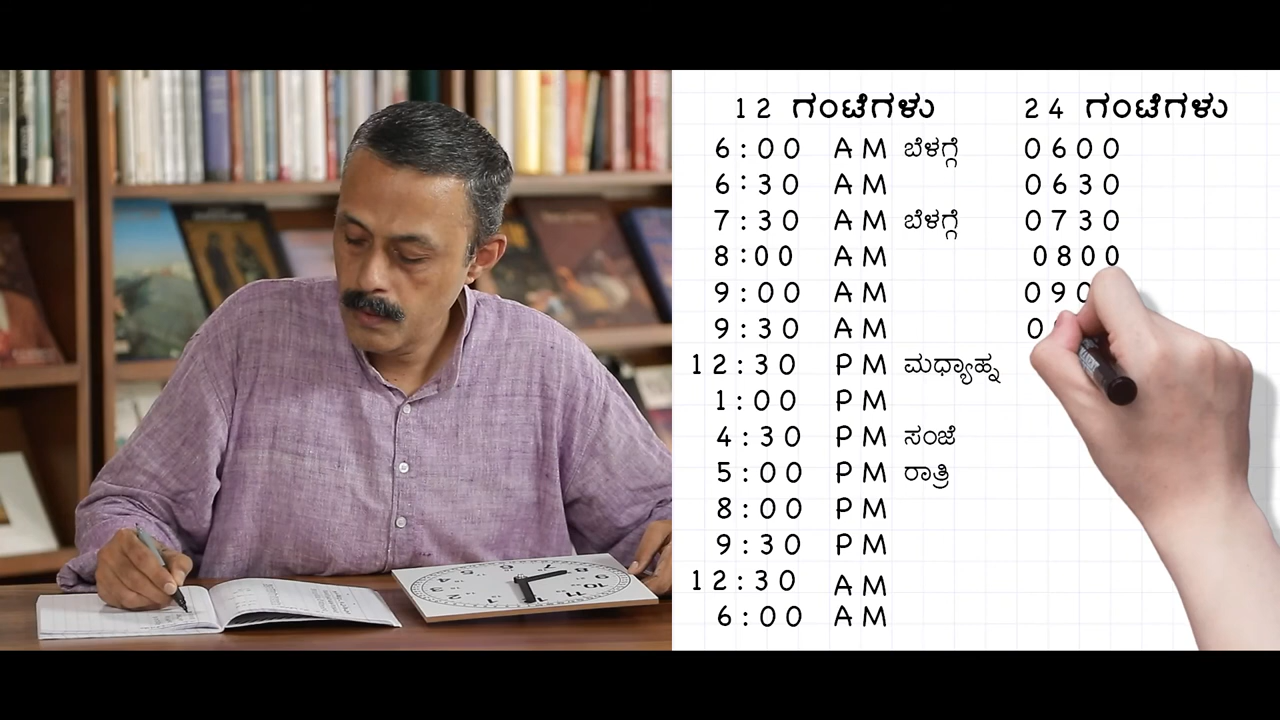 12 ಗಂಟೆಗಳು 24 ಗಂಟೆಗಳು
6:00 AM ಬೆಳಗ್ಗೆ 0600
6:30 AM 0630
7:30 AM ಬೆಳಗ್ಗೆ 0730
8:00 AM 0800
9:00 AM 090
9:30 AM 0
12:30 PM ಮಧ್ಯಾಹ್ನ
1:00 PM
4:30 PM ಸಂಜೆ
5:00 PM ರಾತ್ರಿ
8:00 PM
9:30 PM
12:30 AM
6:00 AM